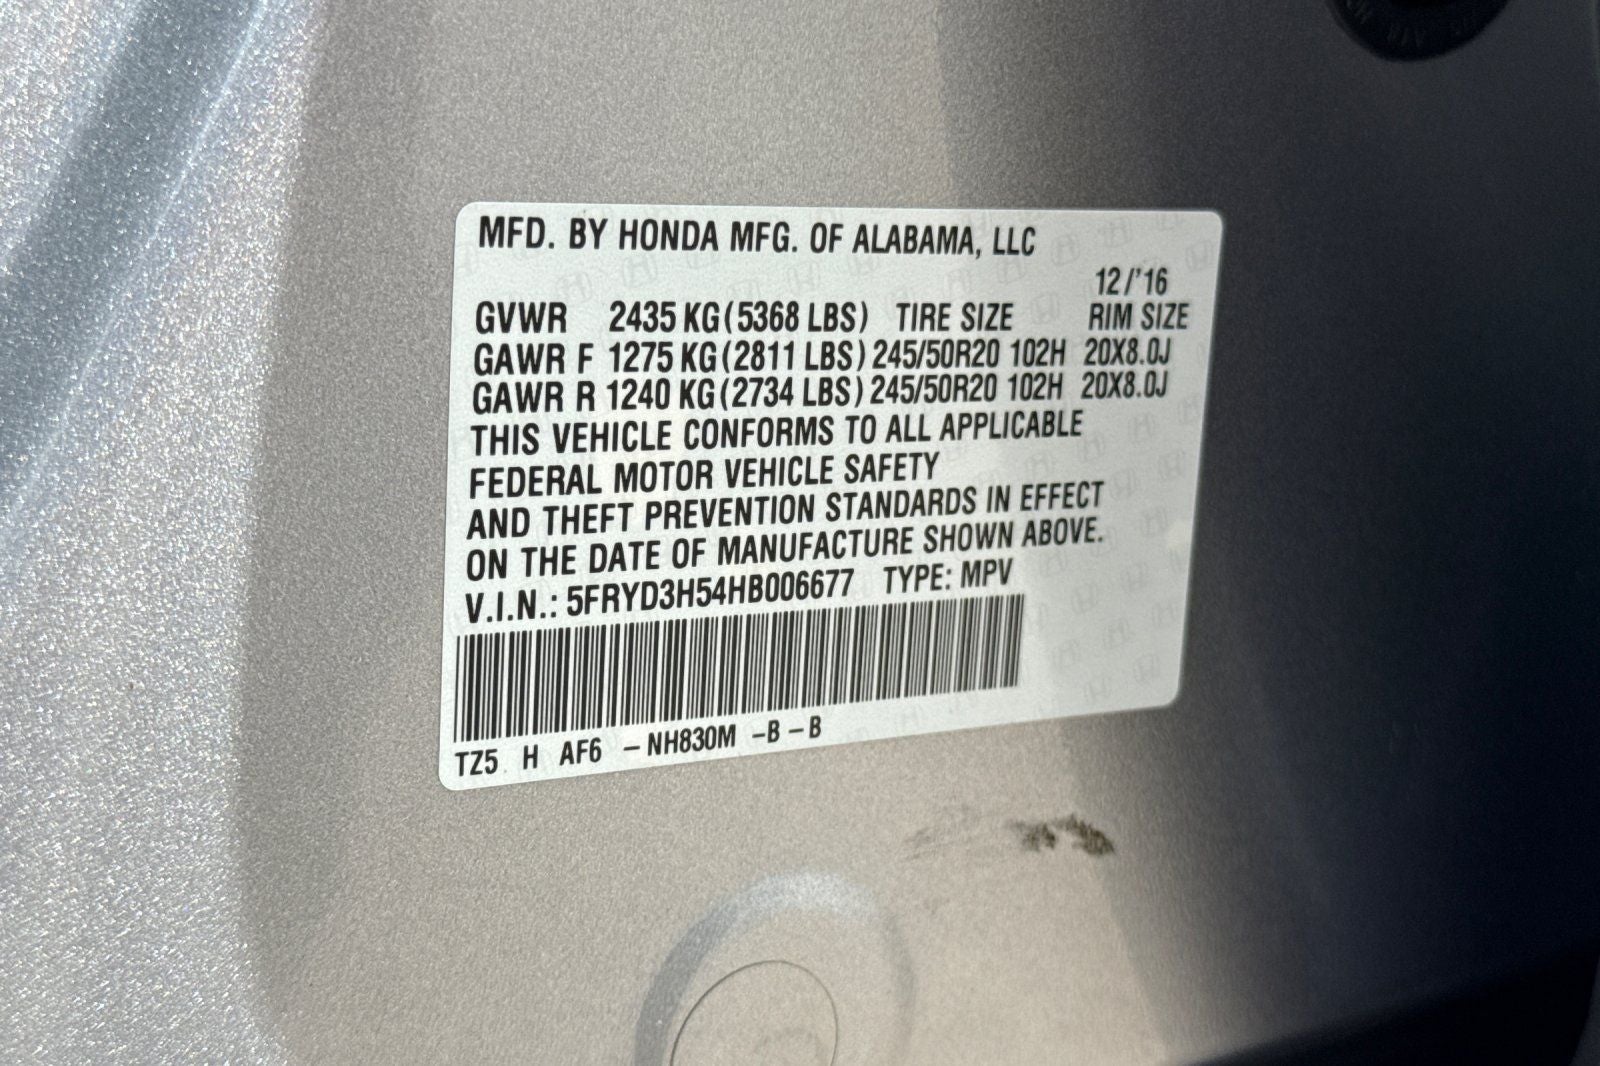 MFD. BY HONDA MFG. OF ALABAMA, LLC
12/'16
GVWR 2435 KG(5368 LBS) TIRE SIZE RIM SIZE
GAWR F 1275 KG(2811 LBS) 245/50R20 102H 20X8.0J
GAWR R 1240 KG(2734 LBS) 245/50R20 102H 20X8.0J
THIS VEHICLE CONFORMS TO ALL APPLICABLE
FEDERAL MOTOR VEHICLE SAFETY
AND THEFT PREVENTION STANDARDS IN EFFECT
ON THE DATE OF MANUFACTURE SHOWN ABOVE.
V.I.N.: 5FRYD3H54HB006677 TYPE: MPV
TZ5 H AF6 -NH830M -B-B